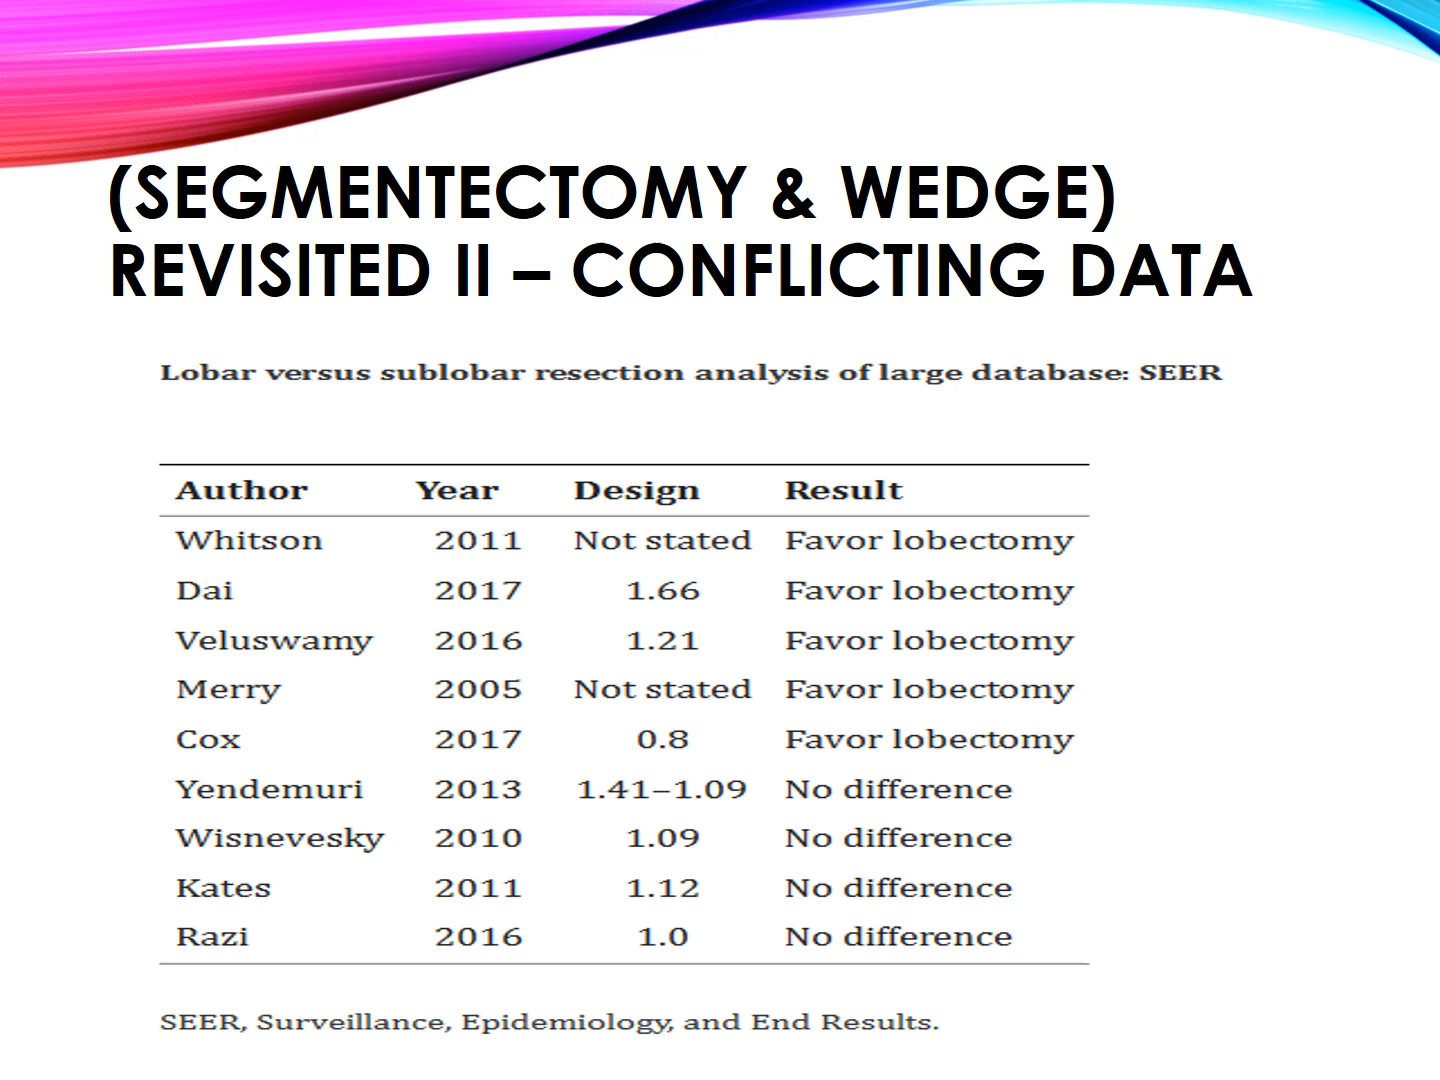 (SEGMENTECTOMY & WEDGE)
REVISITED II – CONFLICTING DATA
Lobar versus sublobar resection analysis of large database: SEER
Author Year Design Result
Whitson 2011 Not stated Favor lobectomy
Dai 2017 1.66 Favor lobectomy
Veluswamy 2016 1.21 Favor lobectomy
Merry 2005 Not stated Favor lobectomy
Cox 2017 0.8 Favor lobectomy
Yendemuri 2013 1.41–1.09 No difference
Wisnevesky 2010 1.09 No difference
Kates 2011 1.12 No difference
Razi 2016 1.0 No difference
SEER, Surveillance, Epidemiology, and End Results.